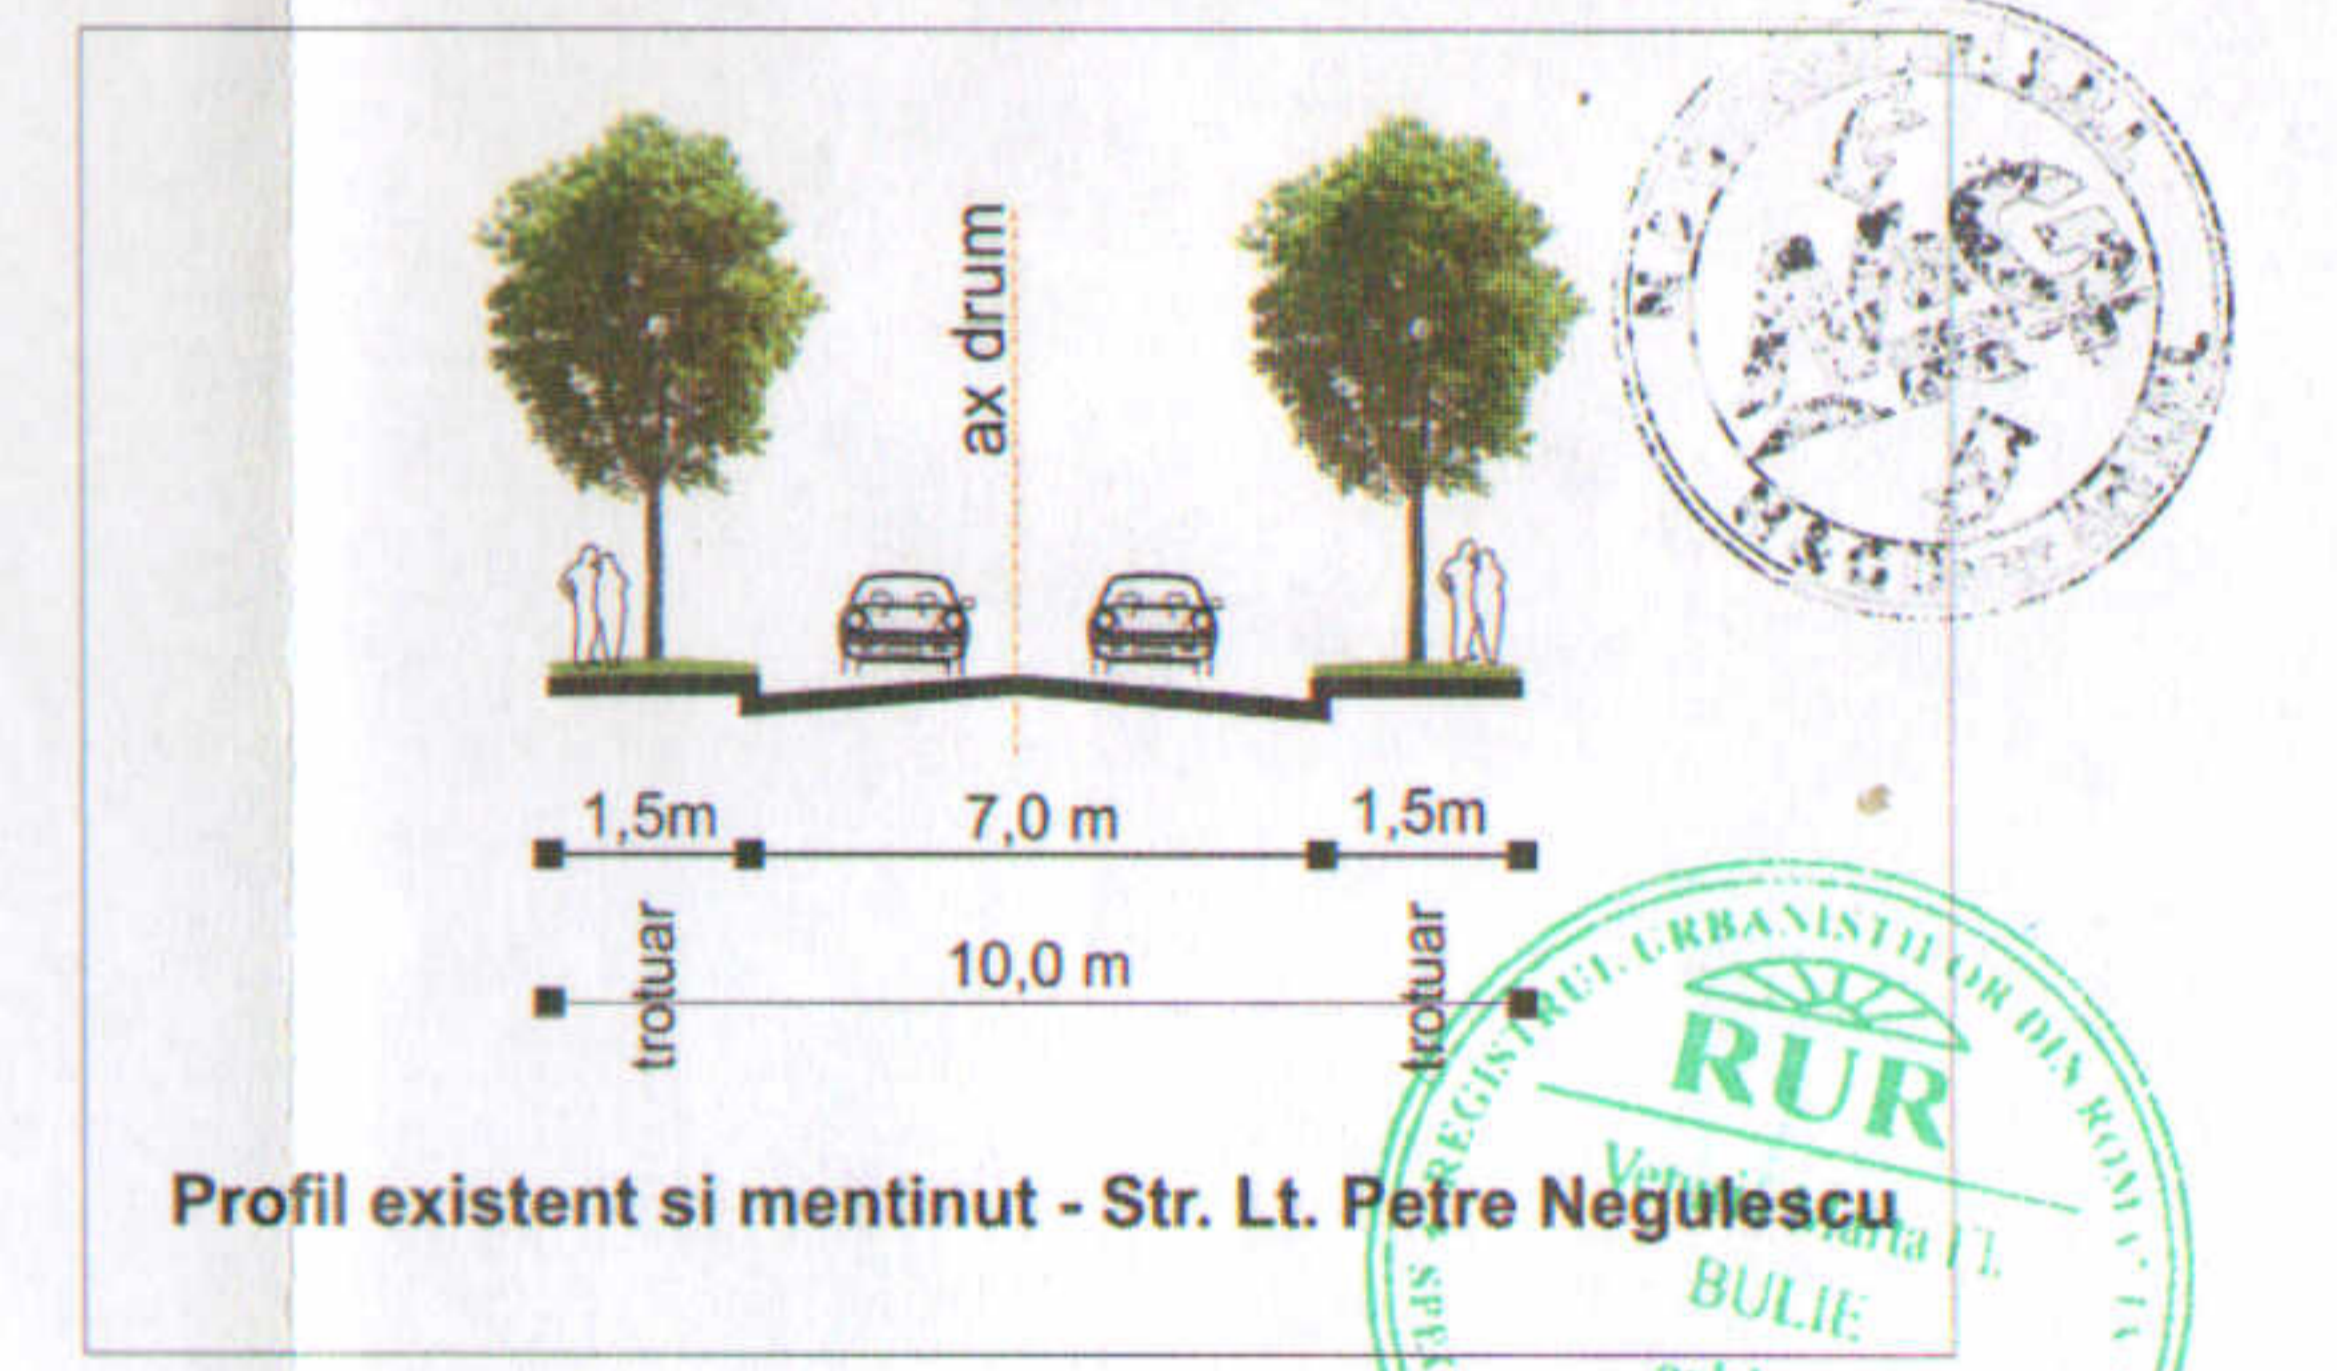 ax drum
1,5m 7,0 m 1,5m
trotuar 10,0 m trotuar
Profil existent si mentinut - Str. Lt. Petre Negulescu
REGISTRUL URBANISTILOR DIN
RUR
BULIE